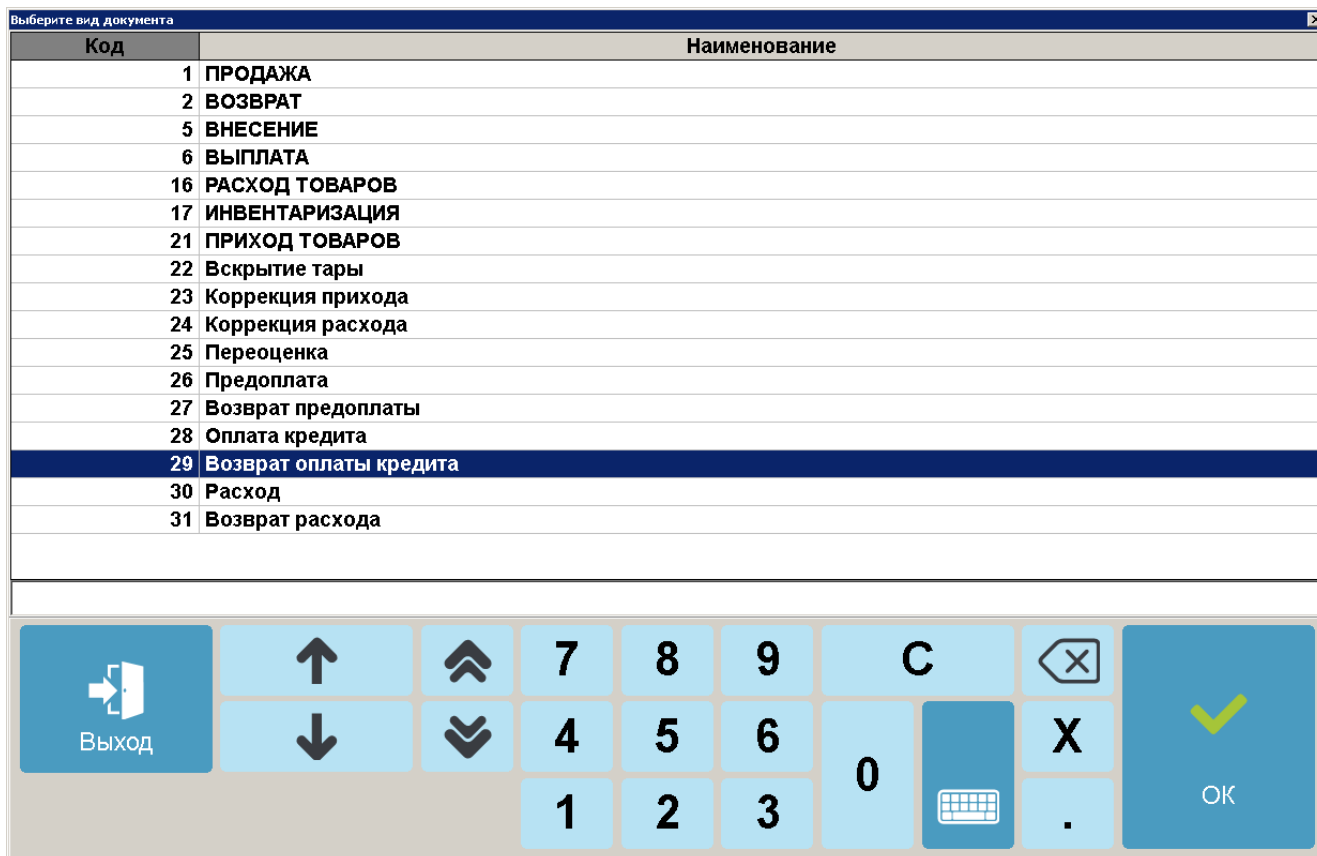 Выберите вид документа
Код Наименование
1 ПРОДАЖА
2 ВОЗВРАТ
5 ВНЕСЕНИЕ
6 ВЫПЛАТА
16 РАСХОД ТОВАРОВ
17 ИНВЕНТАРИЗАЦИЯ
21 ПРИХОД ТОВАРОВ
22 Вскрытие тары
23 Коррекция прихода
24 Коррекция расхода
25 Переоценка
26 Предоплата
27 Возврат предоплаты
28 Оплата кредита
29 Возврат оплаты кредита
30 Расход
31 Возврат расхода
7 8 9 C
Выход 4 5 6 X
0
1 2 3 . ОК